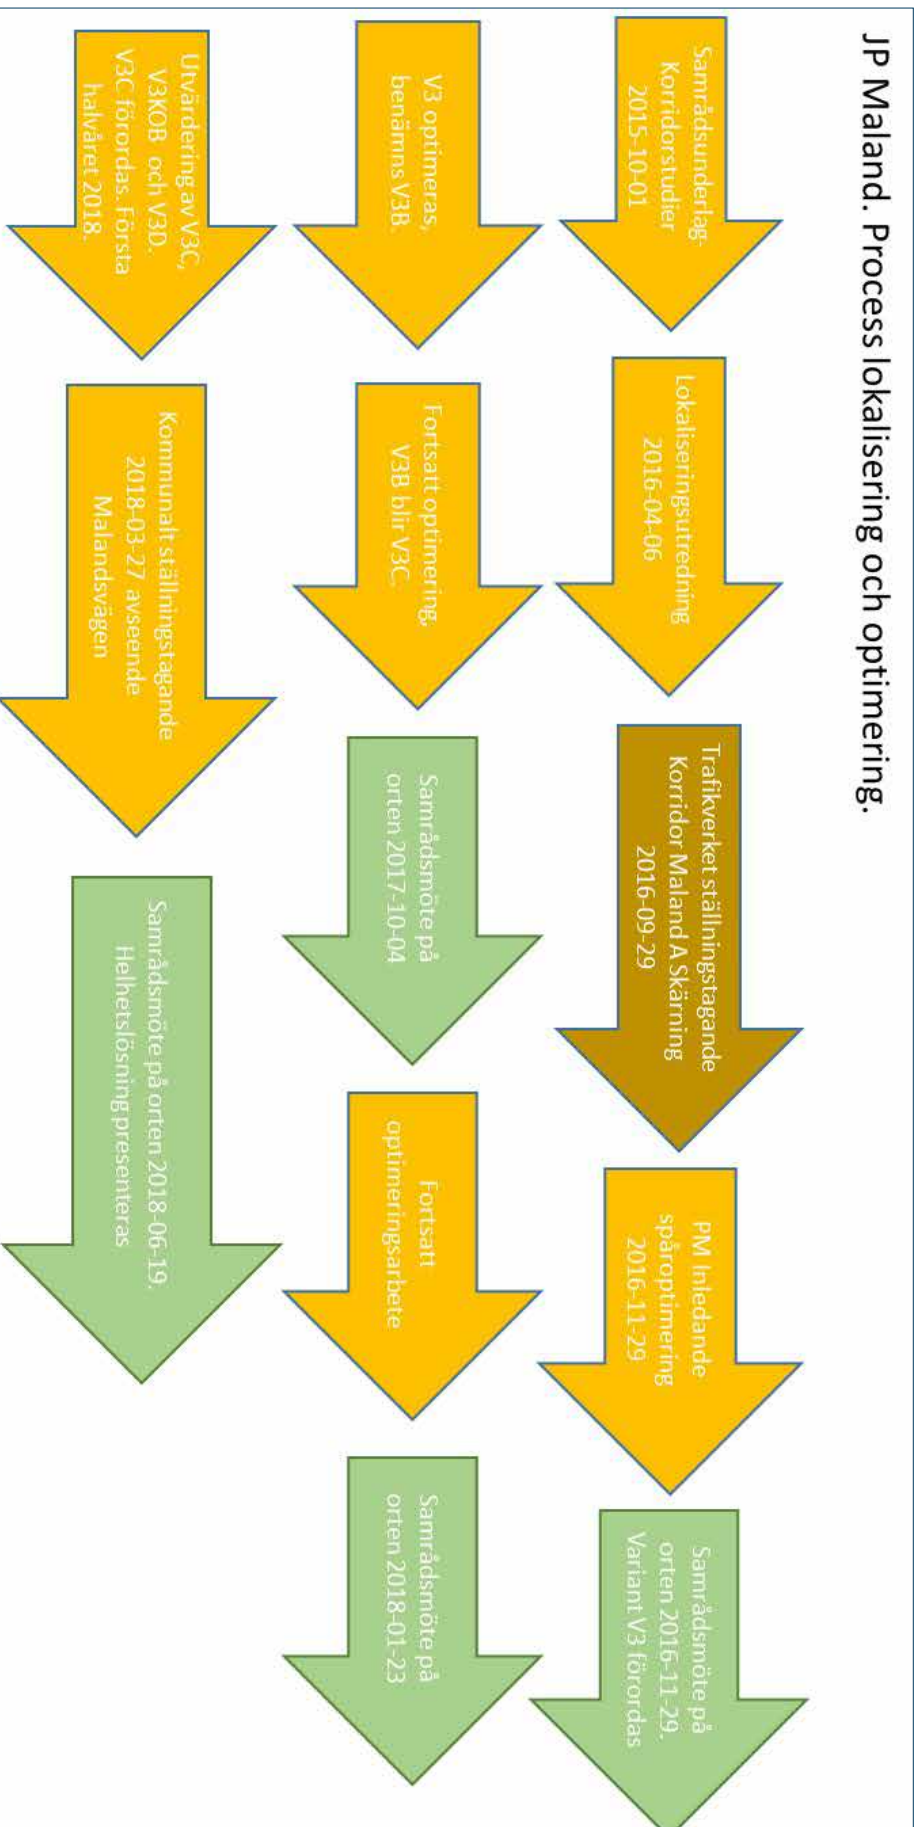 JP Maland. Process lokalisering och optimering.
Samrådsunderlag-
Korridorstudier
2015-10-01
Lokaliseringsutredning
2016-04-06
Trafikverket ställningstagande
Korridor Maland A Skärning
2016-09-29
PM Inledande
spåroptimering
2016-11-29
Samrådsmöte på
orten 2016-11-29.
Variant V3 förordas
V3 optimeras,
benämns V3B.
Fortsatt optimering,
V3B blir V3C
Samrådsmöte på
orten 2017-10-04
Fortsatt
optimeringsarbete
Samrådsmöte på
orten 2018-01-23
Utvärdering av V3C,
V3KOB och V3D.
V3C förordas. Första
halvåret 2018.
Kommunalt ställningstagande
2018-03-27 avseende
Malandsvägen
Samrådsmöte på orten 2018-06-19.
Helhetslösning presenteras